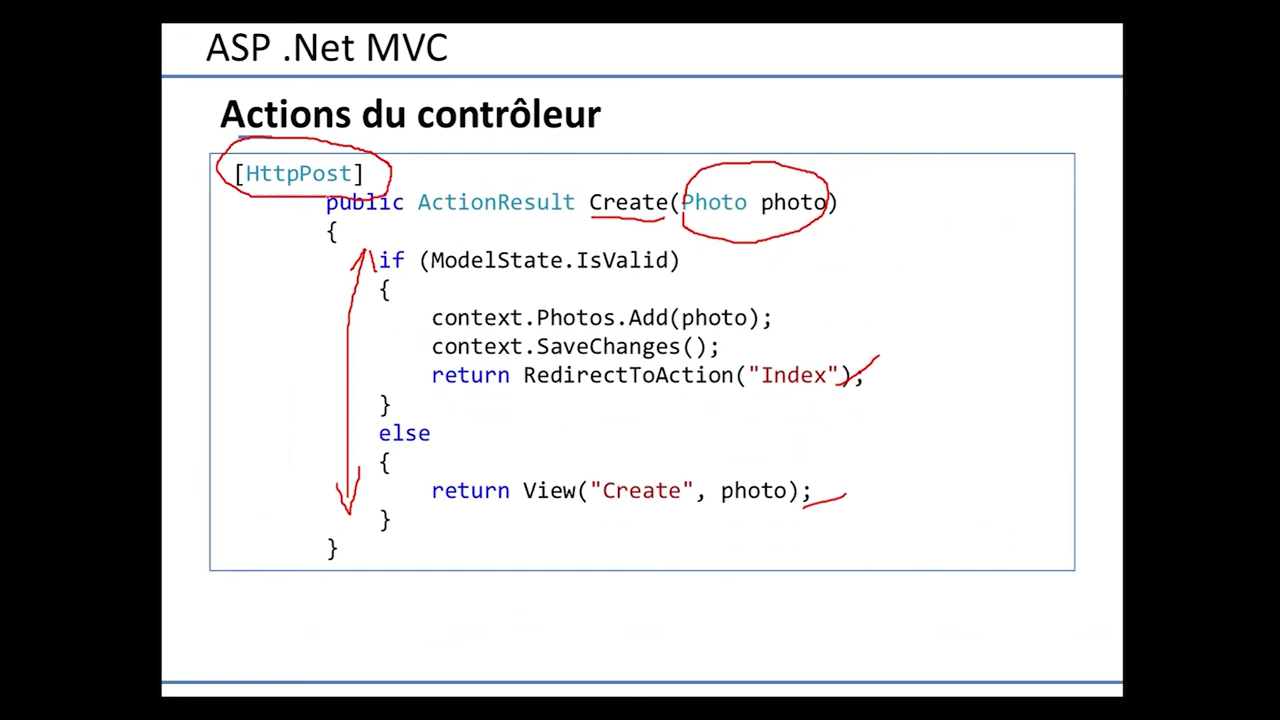 ASP .Net MVC
Actions du contrôleur
[HttpPost]
public ActionResult Create(Photo photo)
{
if (ModelState.IsValid)
{
context.Photos.Add(photo);
context.SaveChanges();
return RedirectToAction("Index");
}
else
{
return View("Create", photo);
}
}